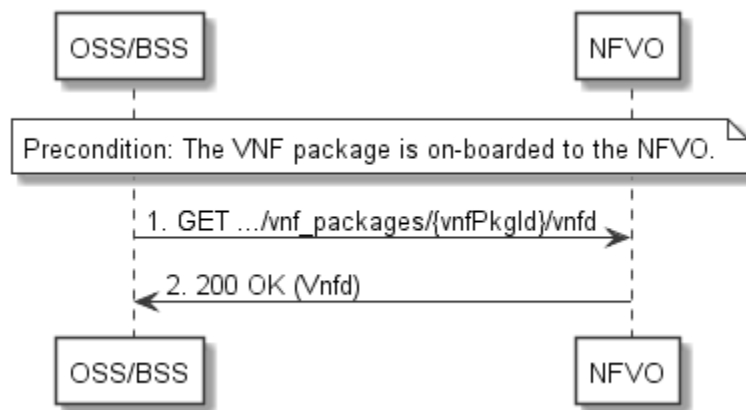 OSS/BSS
NFVO
Precondition: The VNF package is on-boarded to the NFVO.
1. GET .../vnf_packages/{vnfPkgId}/vnfd
2. 200 OK (Vnfd)
OSS/BSS
NFVO